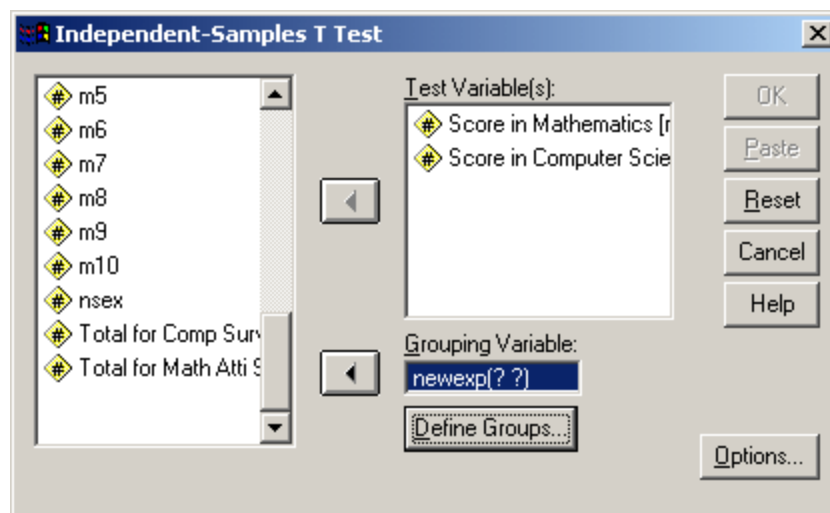 Independent-Samples T Test
m5
m6
m7
m8
m9
m10
nsex
Total for Comp Surv
Total for Math Atti S
Test Variable(s):
Score in Mathematics [r
Score in Computer Scie
Grouping Variable:
newexp(? ?)
Define Groups...
OK
Paste
Reset
Cancel
Help
Options...